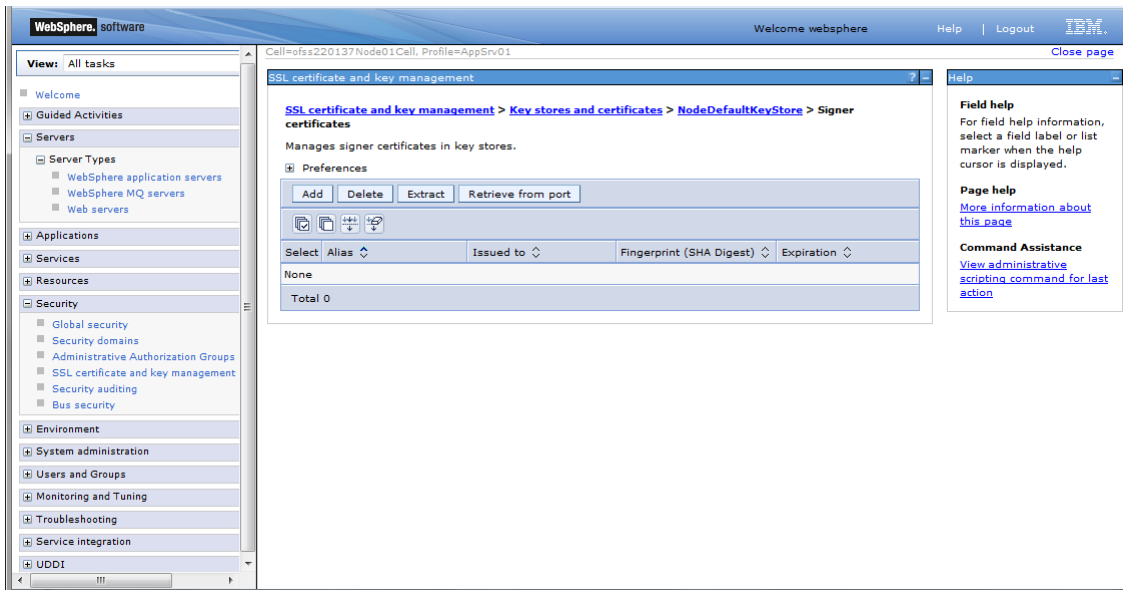 WebSphere. software
Welcome websphere
Help | Logout
IBM.
View: All tasks
Welcome
Guided Activities
Servers
Server Types
WebSphere application servers
WebSphere MQ servers
Web servers
Applications
Services
Resources
Security
Global security
Security domains
Administrative Authorization Groups
SSL certificate and key management
Security auditing
Bus security
Environment
System administration
Users and Groups
Monitoring and Tuning
Troubleshooting
Service integration
UDDI
Cell=ofss220137Node01Cell, Profile=AppSrv01
Close page
SSL certificate and key management
? -
SSL certificate and key management > Key stores and certificates > NodeDefaultKeyStore > Signer
certificates
Manages signer certificates in key stores.
Preferences
Add Delete Extract Retrieve from port
Select Alias Issued to Fingerprint (SHA Digest) Expiration
None
Total 0
Help
Field help
For field help information,
select a field label or list
marker when the help
cursor is displayed.
Page help
More information about
this page
Command Assistance
View administrative
scripting command for last
action